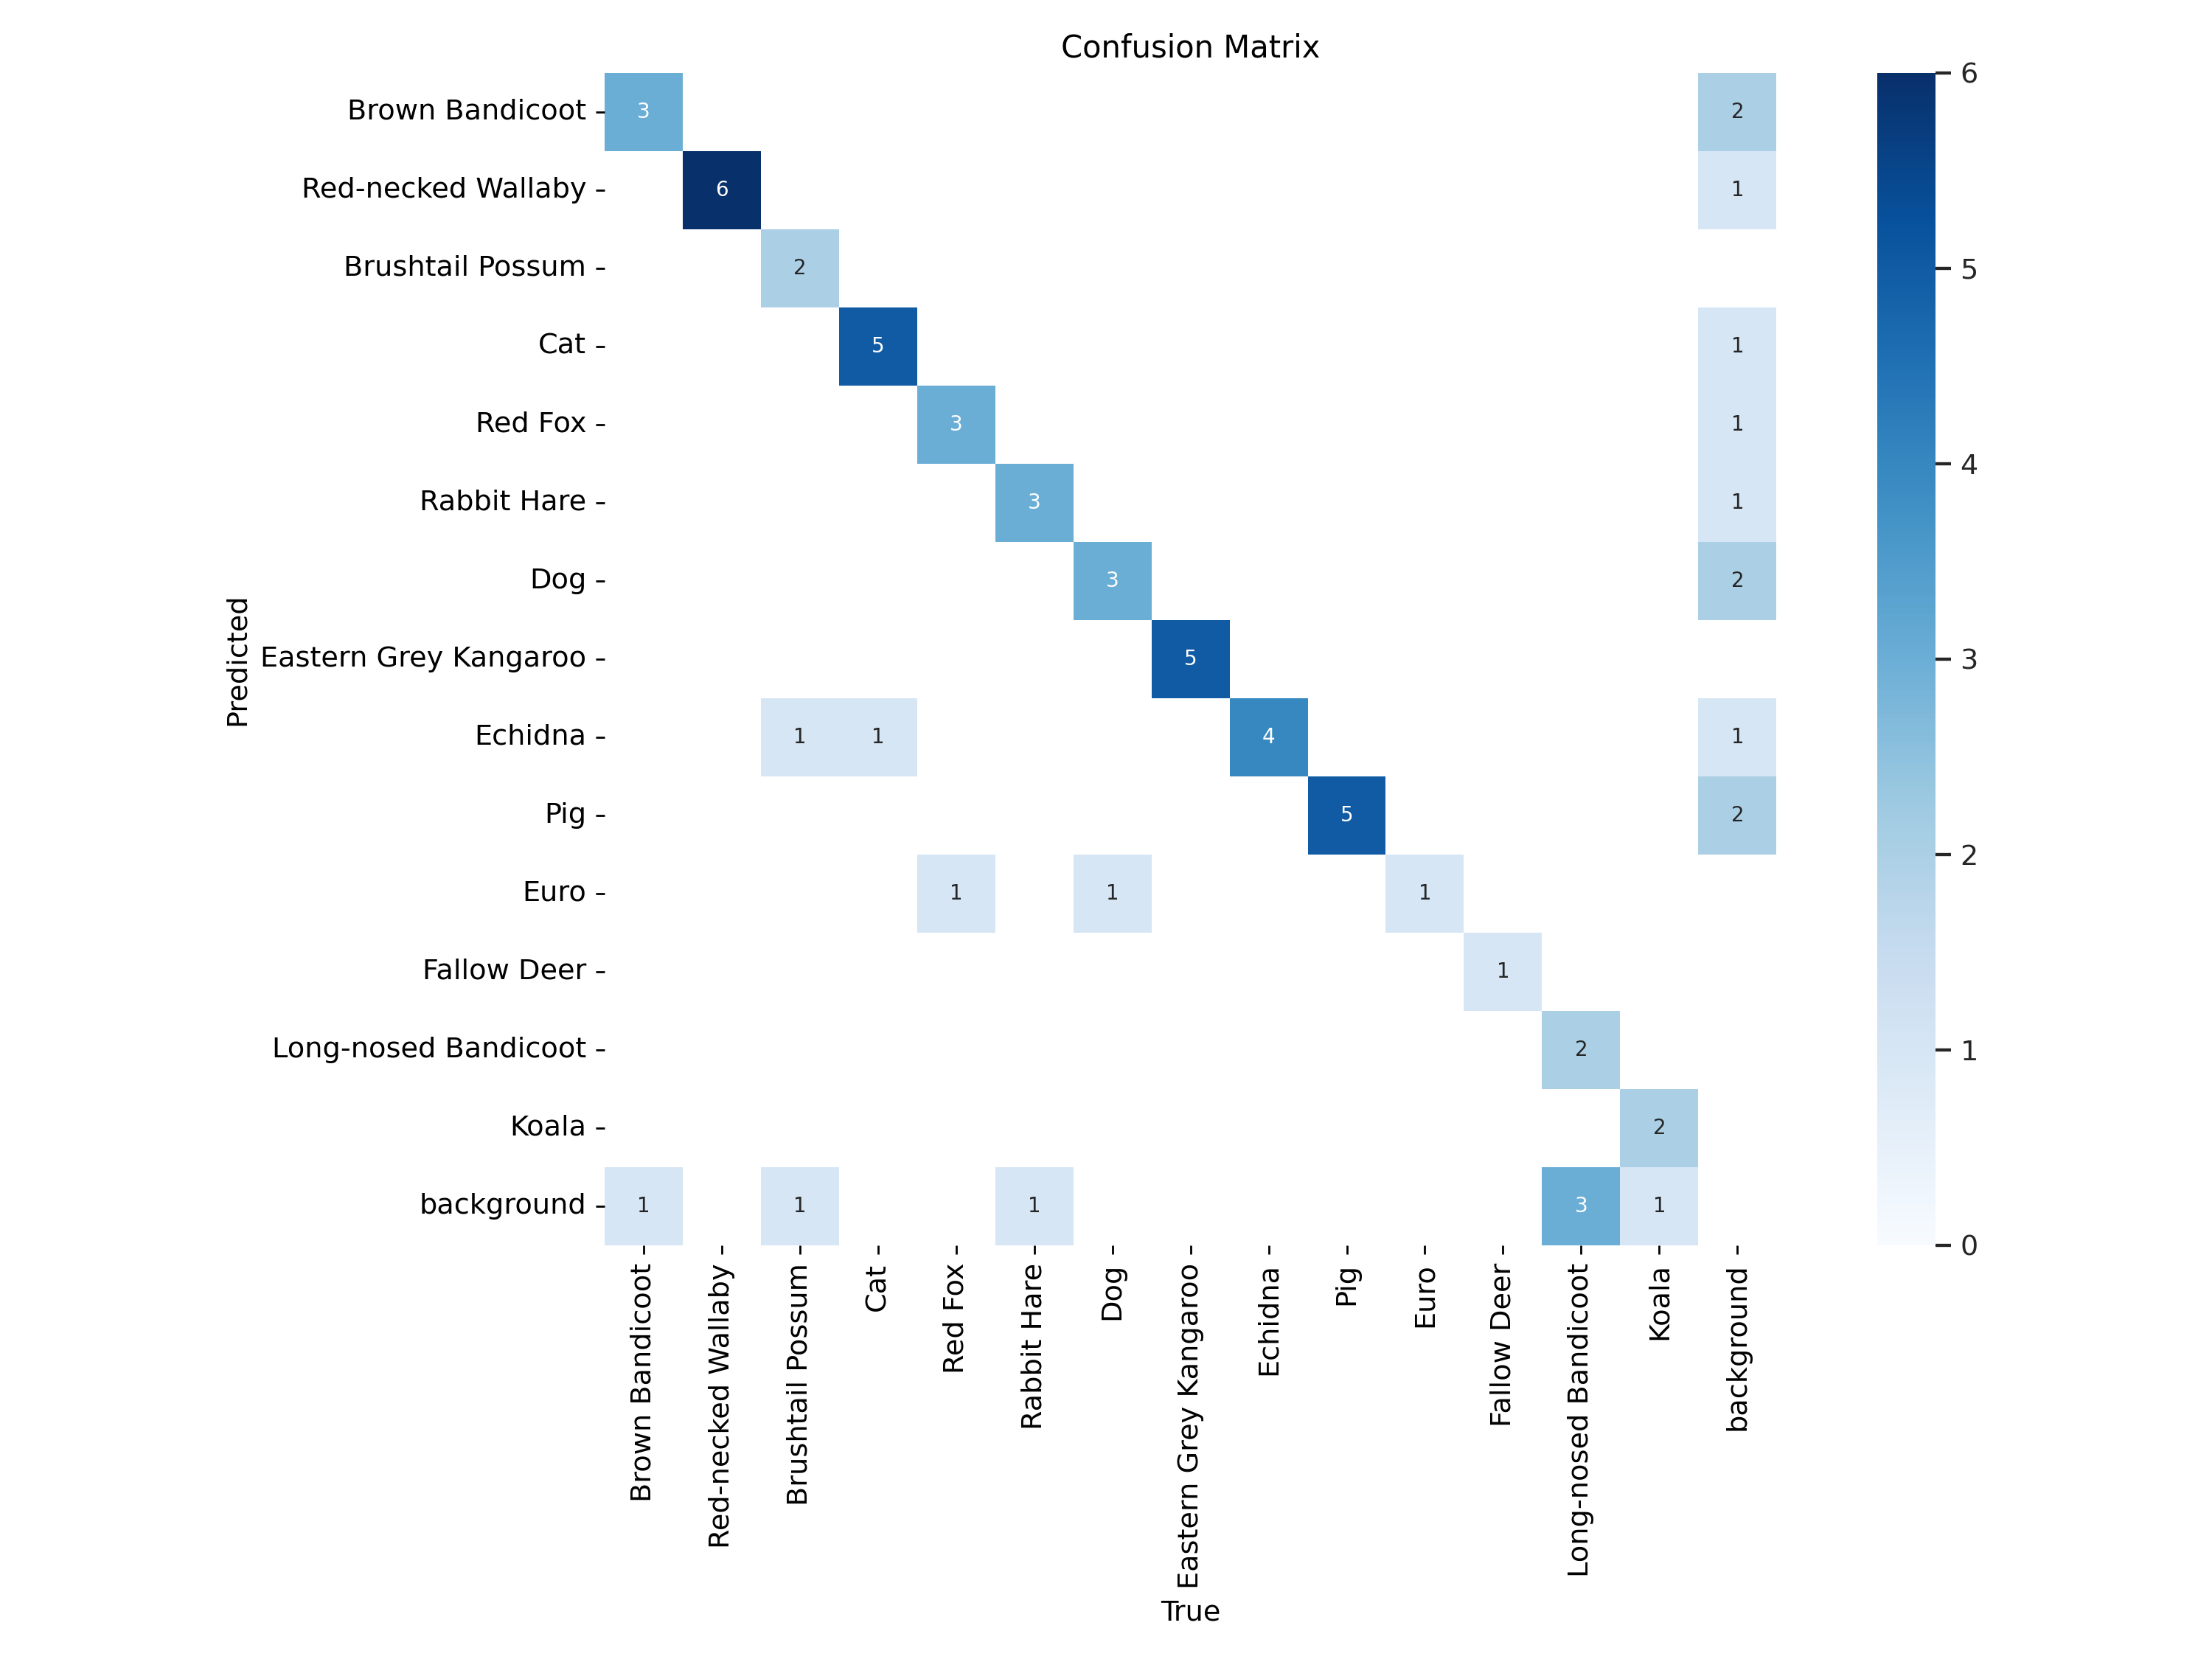 Confusion Matrix
Brown Bandicoot 3 2
Red-necked Wallaby 6 1
Brushtail Possum 2
Cat 5 1
Red Fox 3 1
Rabbit Hare 3 1
Dog 3 2
Eastern Grey Kangaroo 5
Echidna 1 1 4 1
Pig 5 2
Euro 1 1 1
Fallow Deer 1
Long-nosed Bandicoot 2
Koala 2
background 1 1 1 3 1
Predicted
Brown Bandicoot
Red-necked Wallaby
Brushtail Possum
Cat
Red Fox
Rabbit Hare
Dog
Eastern Grey Kangaroo
Echidna
Pig
Euro
Fallow Deer
Long-nosed Bandicoot
Koala
background
True
6
5
4
3
2
1
0